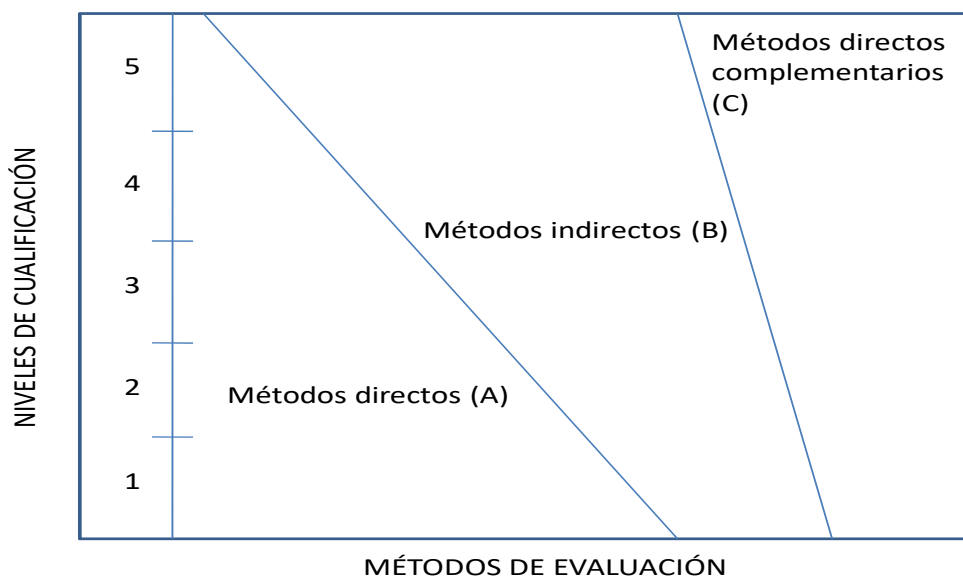 Métodos directos
complementarios
(C)
5
4
Métodos indirectos (B)
3
Métodos directos (A)
2
1
NIVELES DE CUALIFICACIÓN
MÉTODOS DE EVALUACIÓN